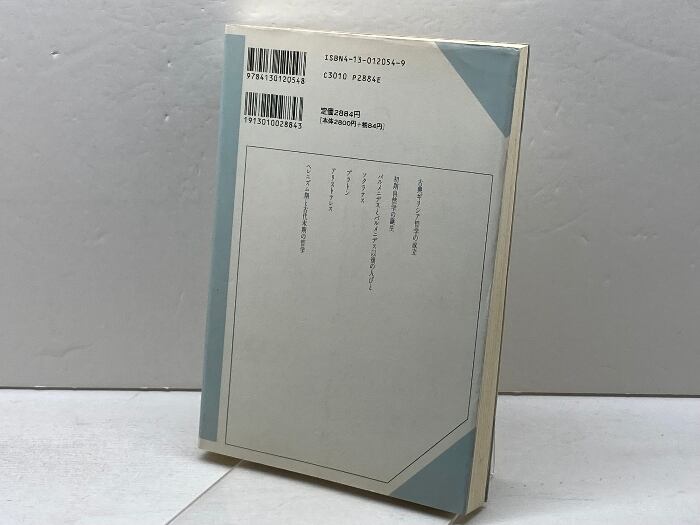 ISBN4-13-012054-9
9784130120548
C3010 P2884E
1913010028843
定価2884円
[本体2800円+税84円]
古典ギリシア哲学の成立
初期自然学の誕生
パルメニデスとパルメニデス以後の人びと
ソクラテス
プラトン
アリストテレス
ヘレニズム期と古代末期の哲学